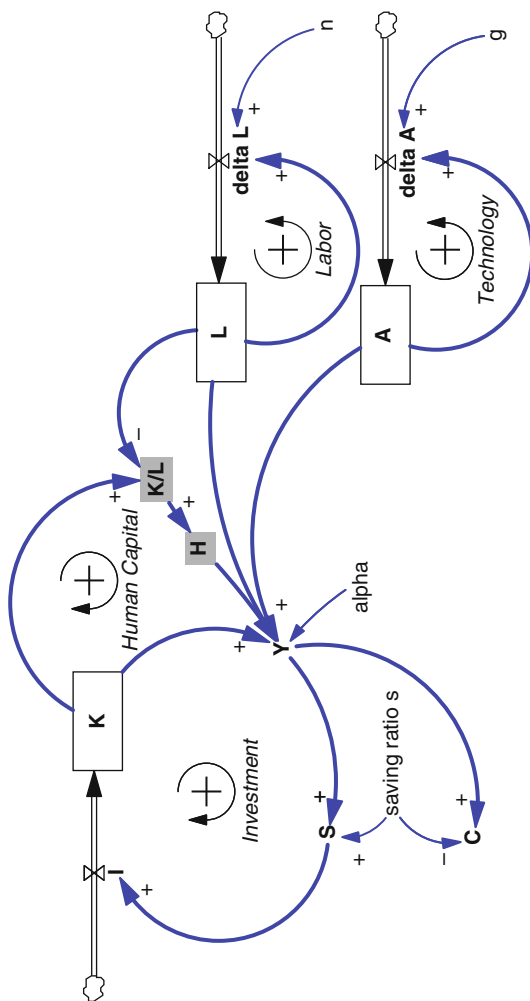 K
I
Investment
Human Capital
+
+
+
+
K/L
–
+
H
+
+
Y
alpha
S
+
+
saving ratio s
C
+
–
L
Labor
+
delta L
+
+
n
A
Technology
+
delta A
+
+
g